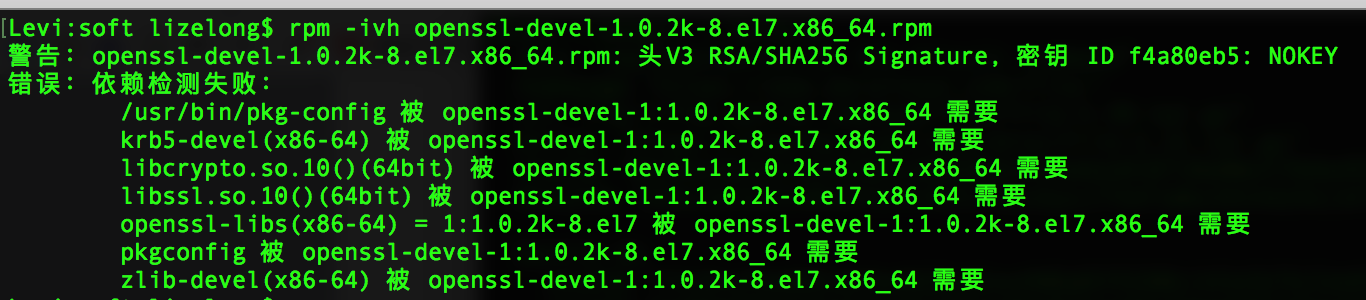 [Levi:soft lizelong$ rpm -ivh openssl-devel-1.0.2k-8.el7.x86_64.rpm
警告：openssl-devel-1.0.2k-8.el7.x86_64.rpm: 头V3 RSA/SHA256 Signature, 密钥 ID f4a80eb5: NOKEY
错误：依赖检测失败：
/usr/bin/pkg-config 被 openssl-devel-1:1.0.2k-8.el7.x86_64 需要
krb5-devel(x86-64) 被 openssl-devel-1:1.0.2k-8.el7.x86_64 需要
libcrypto.so.10()(64bit) 被 openssl-devel-1:1.0.2k-8.el7.x86_64 需要
libssl.so.10()(64bit) 被 openssl-devel-1:1.0.2k-8.el7.x86_64 需要
openssl-libs(x86-64) = 1:1.0.2k-8.el7 被 openssl-devel-1:1.0.2k-8.el7.x86_64 需要
pkgconfig 被 openssl-devel-1:1.0.2k-8.el7.x86_64 需要
zlib-devel(x86-64) 被 openssl-devel-1:1.0.2k-8.el7.x86_64 需要